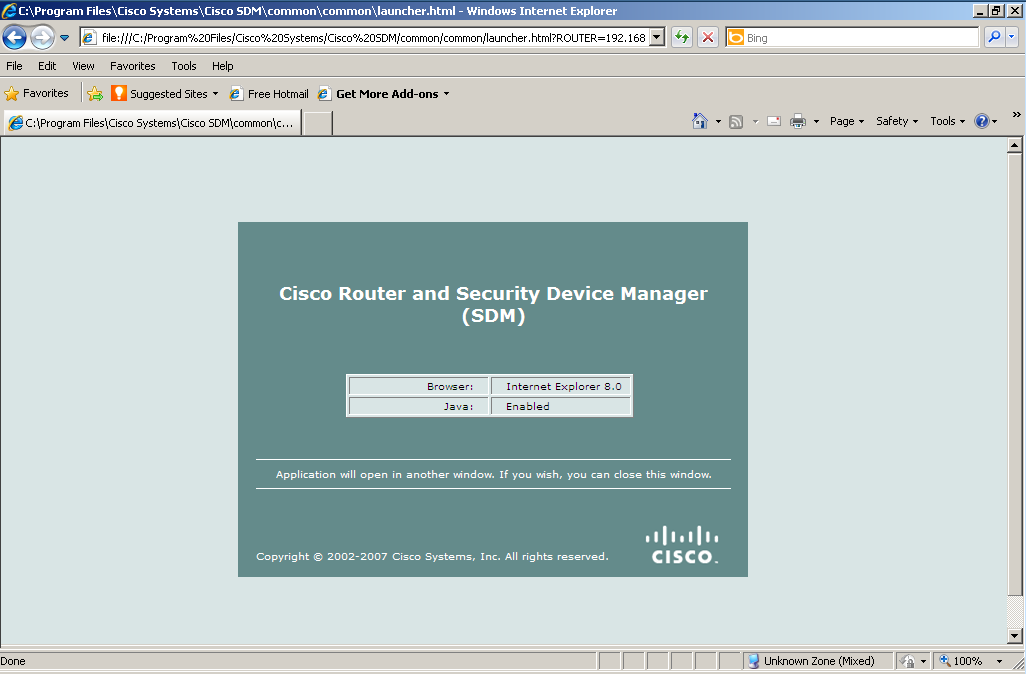 C:\Program Files\Cisco Systems\Cisco SDM\common\common\launcher.html - Windows Internet Explorer
file:///C:/Program%20Files/Cisco%20Systems/Cisco%20SDM/common/common/launcher.html?ROUTER=192.168
Bing
File Edit View Favorites Tools Help
Favorites Suggested Sites Free Hotmail Get More Add-ons
C:\Program Files\Cisco Systems\Cisco SDM\common\c...
Page Safety Tools »
Cisco Router and Security Device Manager
(SDM)
Browser: Internet Explorer 8.0
Java: Enabled
Application will open in another window. If you wish, you can close this window.
Copyright © 2002-2007 Cisco Systems, Inc. All rights reserved.
CISCO.
Done Unknown Zone (Mixed) 100%